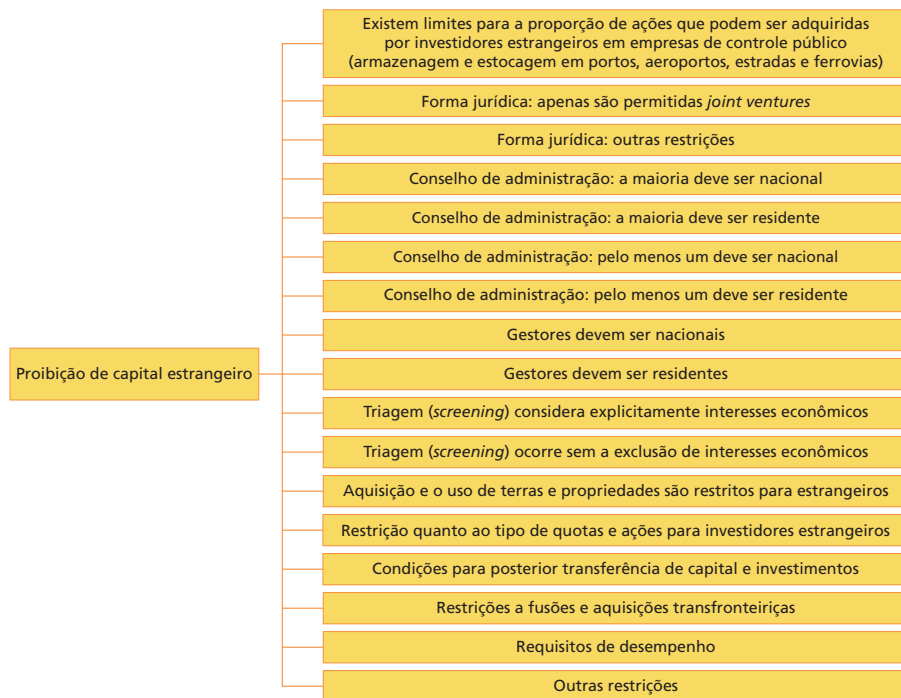 Existem limites para a proporção de ações que podem ser adquiridas
por investidores estrangeiros em empresas de controle público
(armazenagem e estocagem em portos, aeroportos, estradas e ferrovias)
Forma jurídica: apenas são permitidas joint ventures
Forma jurídica: outras restrições
Conselho de administração: a maioria deve ser nacional
Conselho de administração: a maioria deve ser residente
Conselho de administração: pelo menos um deve ser nacional
Conselho de administração: pelo menos um deve ser residente
Gestores devem ser nacionais
Proibição de capital estrangeiro
Gestores devem ser residentes
Triagem (screening) considera explicitamente interesses econômicos
Triagem (screening) ocorre sem a exclusão de interesses econômicos
Aquisição e o uso de terras e propriedades são restritos para estrangeiros
Restrição quanto ao tipo de quotas e ações para investidores estrangeiros
Condições para posterior transferência de capital e investimentos
Restrições a fusões e aquisições transfronteiriças
Requisitos de desempenho
Outras restrições